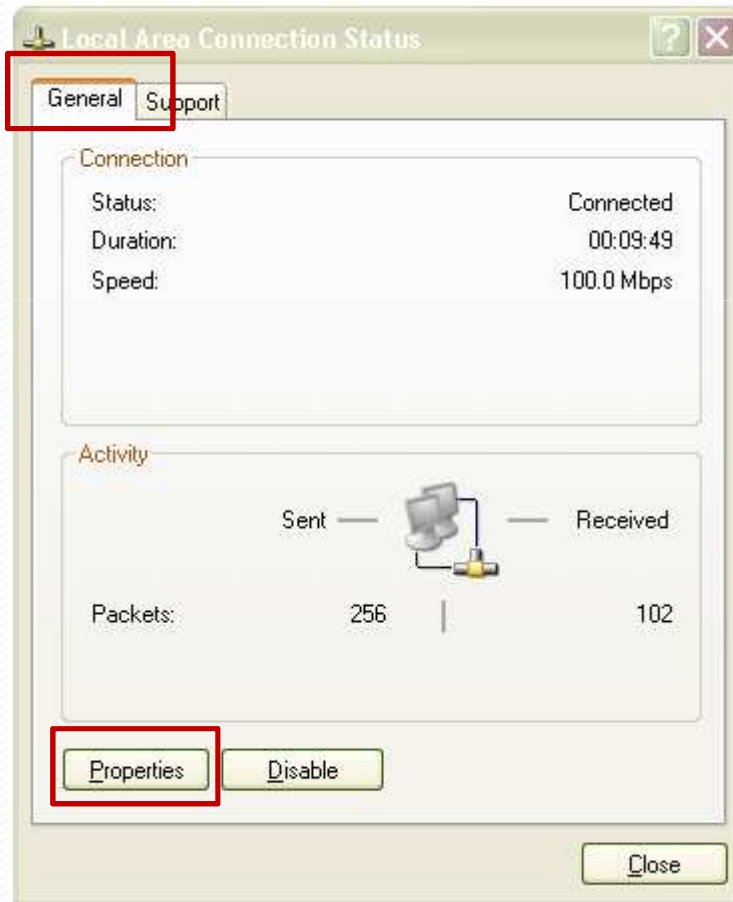 Local Area Connection Status
General Support
Connection
Status: Connected
Duration: 00:09:49
Speed: 100.0 Mbps
Activity
Sent Received
Packets: 256 102
Properties Disable
Close